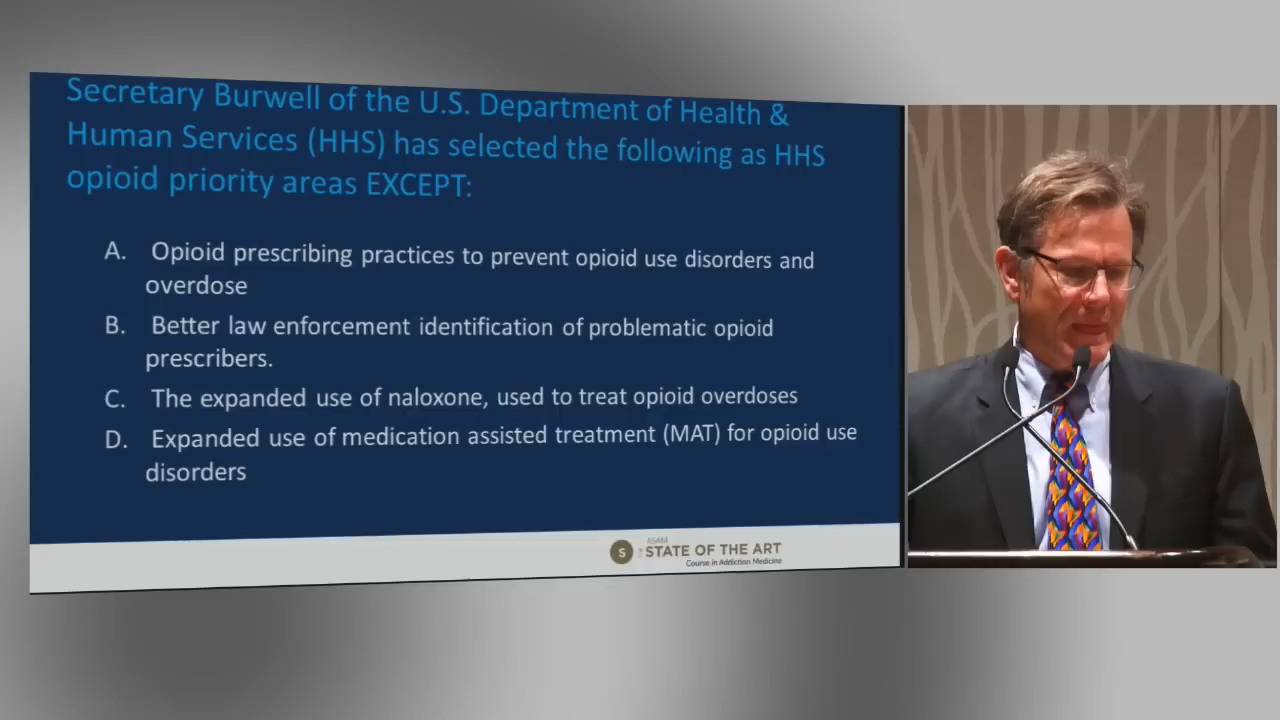 Secretary Burwell of the U.S. Department of Health &
Human Services (HHS) has selected the following as HHS
opioid priority areas EXCEPT:
A. Opioid prescribing practices to prevent opioid use disorders and
overdose
B. Better law enforcement identification of problematic opioid
prescribers.
C. The expanded use of naloxone, used to treat opioid overdoses
D. Expanded use of medication assisted treatment (MAT) for opioid use
disorders
S
ASAM
STATE OF THE ART
Course in Addiction Medicine